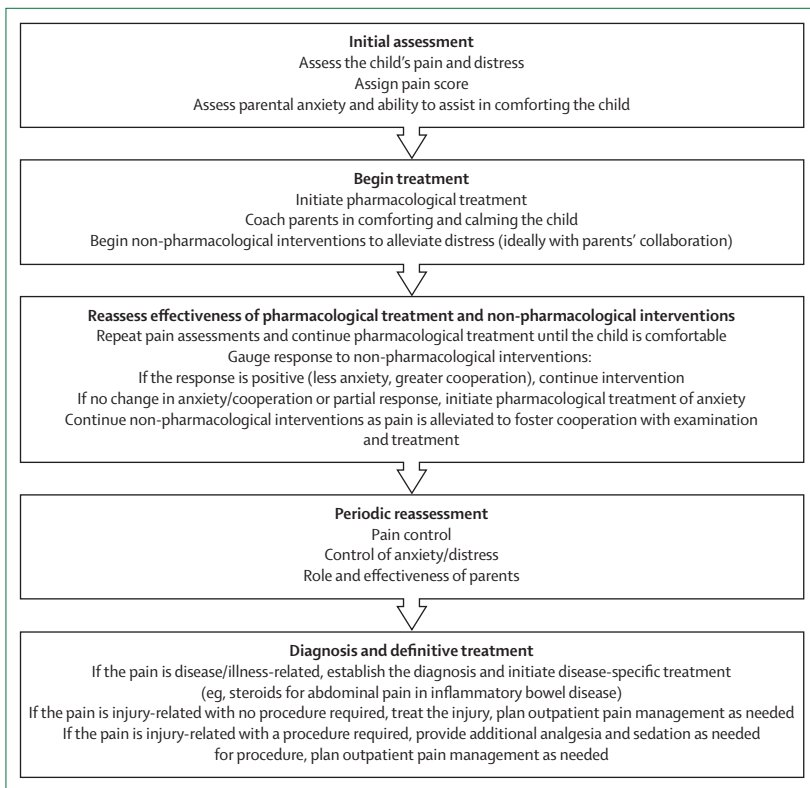 Initial assessment
Assess the child's pain and distress
Assign pain score
Assess parental anxiety and ability to assist in comforting the child
Begin treatment
Initiate pharmacological treatment
Coach parents in comforting and calming the child
Begin non-pharmacological interventions to alleviate distress (ideally with parents' collaboration)
Reassess effectiveness of pharmacological treatment and non-pharmacological interventions
Repeat pain assessments and continue pharmacological treatment until the child is comfortable
Gauge response to non-pharmacological interventions:
If the response is positive (less anxiety, greater cooperation), continue intervention
If no change in anxiety/cooperation or partial response, initiate pharmacological treatment of anxiety
Continue non-pharmacological interventions as pain is alleviated to foster cooperation with examination
and treatment
Periodic reassessment
Pain control
Control of anxiety/distress
Role and effectiveness of parents
Diagnosis and definitive treatment
If the pain is disease/illness-related, establish the diagnosis and initiate disease-specific treatment
(eg, steroids for abdominal pain in inflammatory bowel disease)
If the pain is injury-related with no procedure required, treat the injury, plan outpatient pain management as needed
If the pain is injury-related with a procedure required, provide additional analgesia and sedation as needed
for procedure, plan outpatient pain management as needed